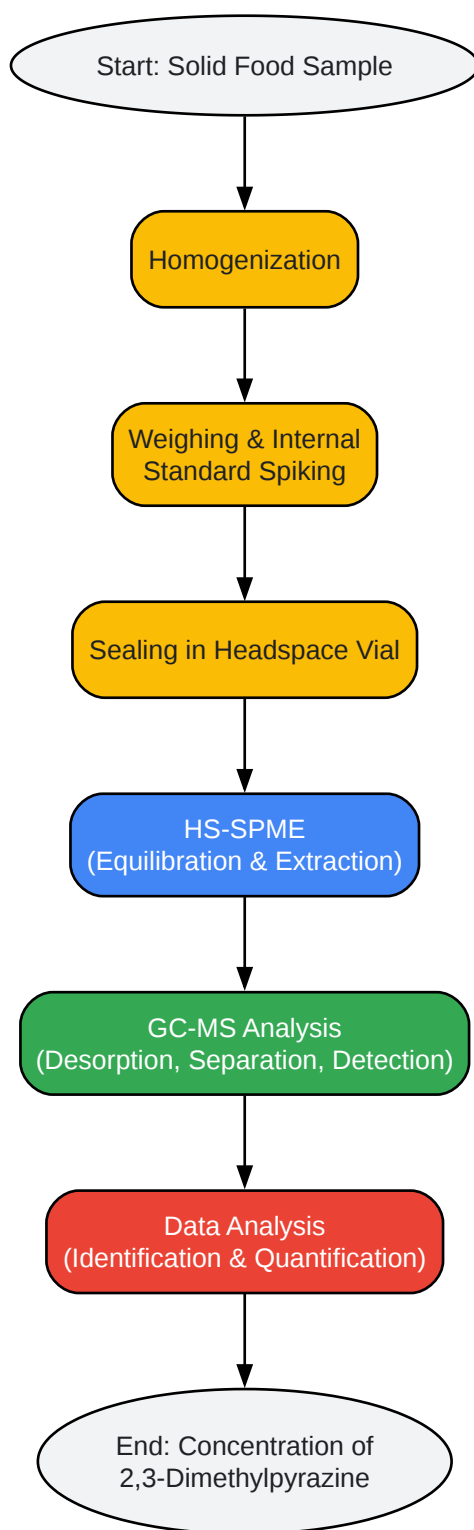 Start: Solid Food Sample
Homogenization
Weighing & Internal
Standard Spiking
Sealing in Headspace Vial
HS-SPME
(Equilibration & Extraction)
GC-MS Analysis
(Desorption, Separation, Detection)
Data Analysis
(Identification & Quantification)
End: Concentration of
2,3-Dimethylpyrazine